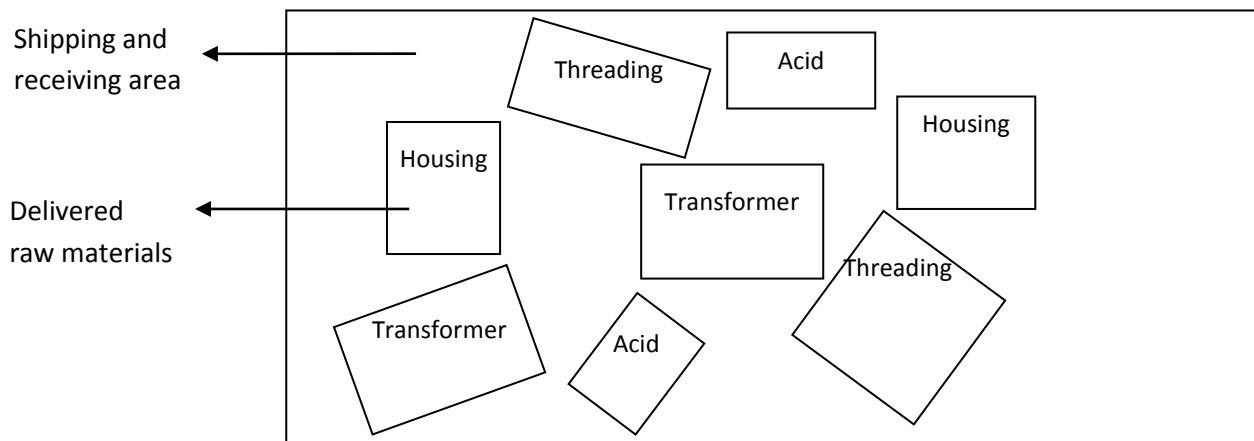 Shipping and
receiving area
Threading
Acid
Housing
Housing
Delivered
raw materials
Transformer
Threading
Transformer
Acid